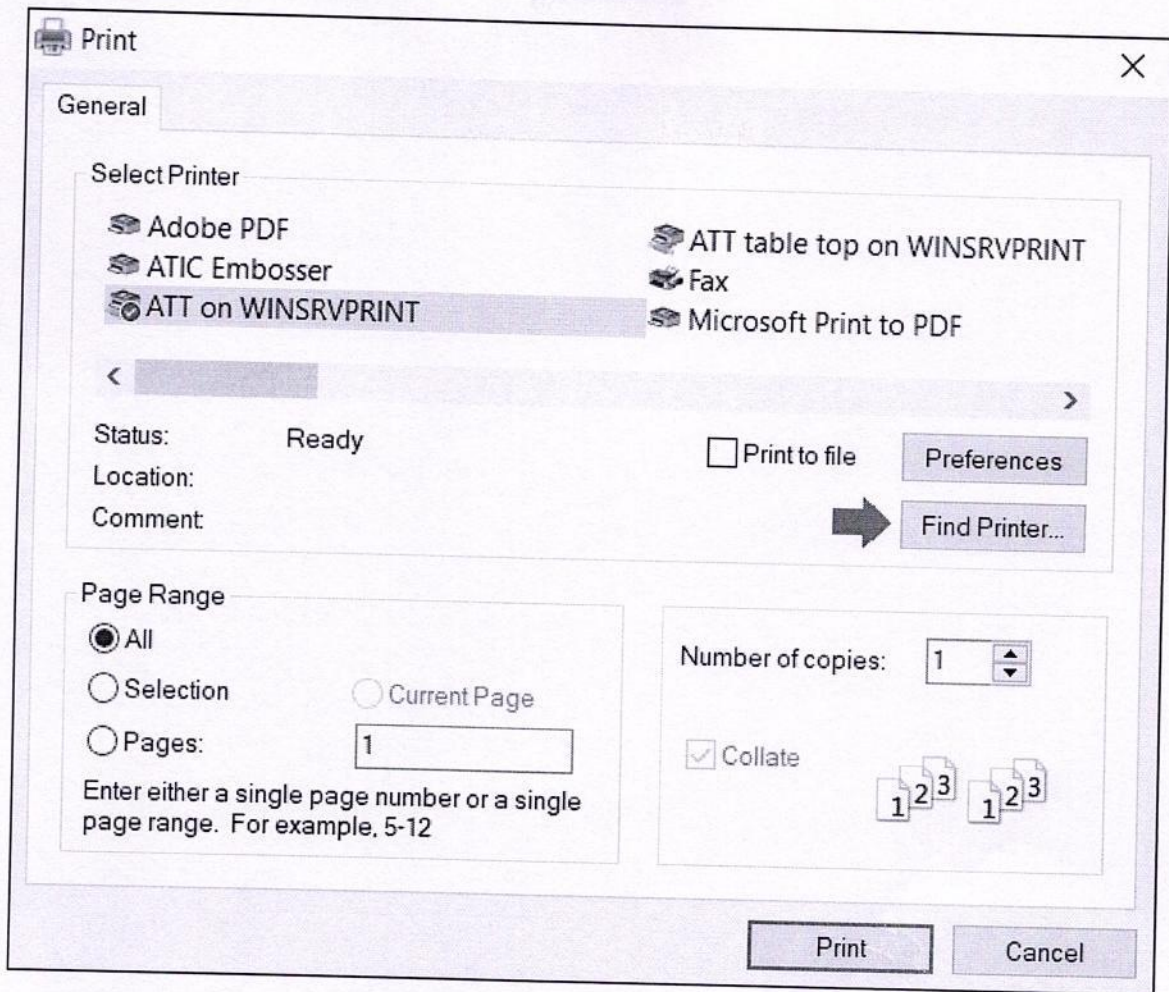 Print
General
Select Printer
Adobe PDF
ATIC Embosser
ATT on WINSRVPRINT
ATT table top on WINSRVPRINT
Fax
Microsoft Print to PDF
Status: Ready
Location:
Comment:
Print to file
Preferences
Find Printer...
Page Range
All
Selection
Current Page
Pages: 1
Enter either a single page number or a single
page range. For example, 5-12
Number of copies: 1
Collate
1 2 3 1 2 3
Print
Cancel